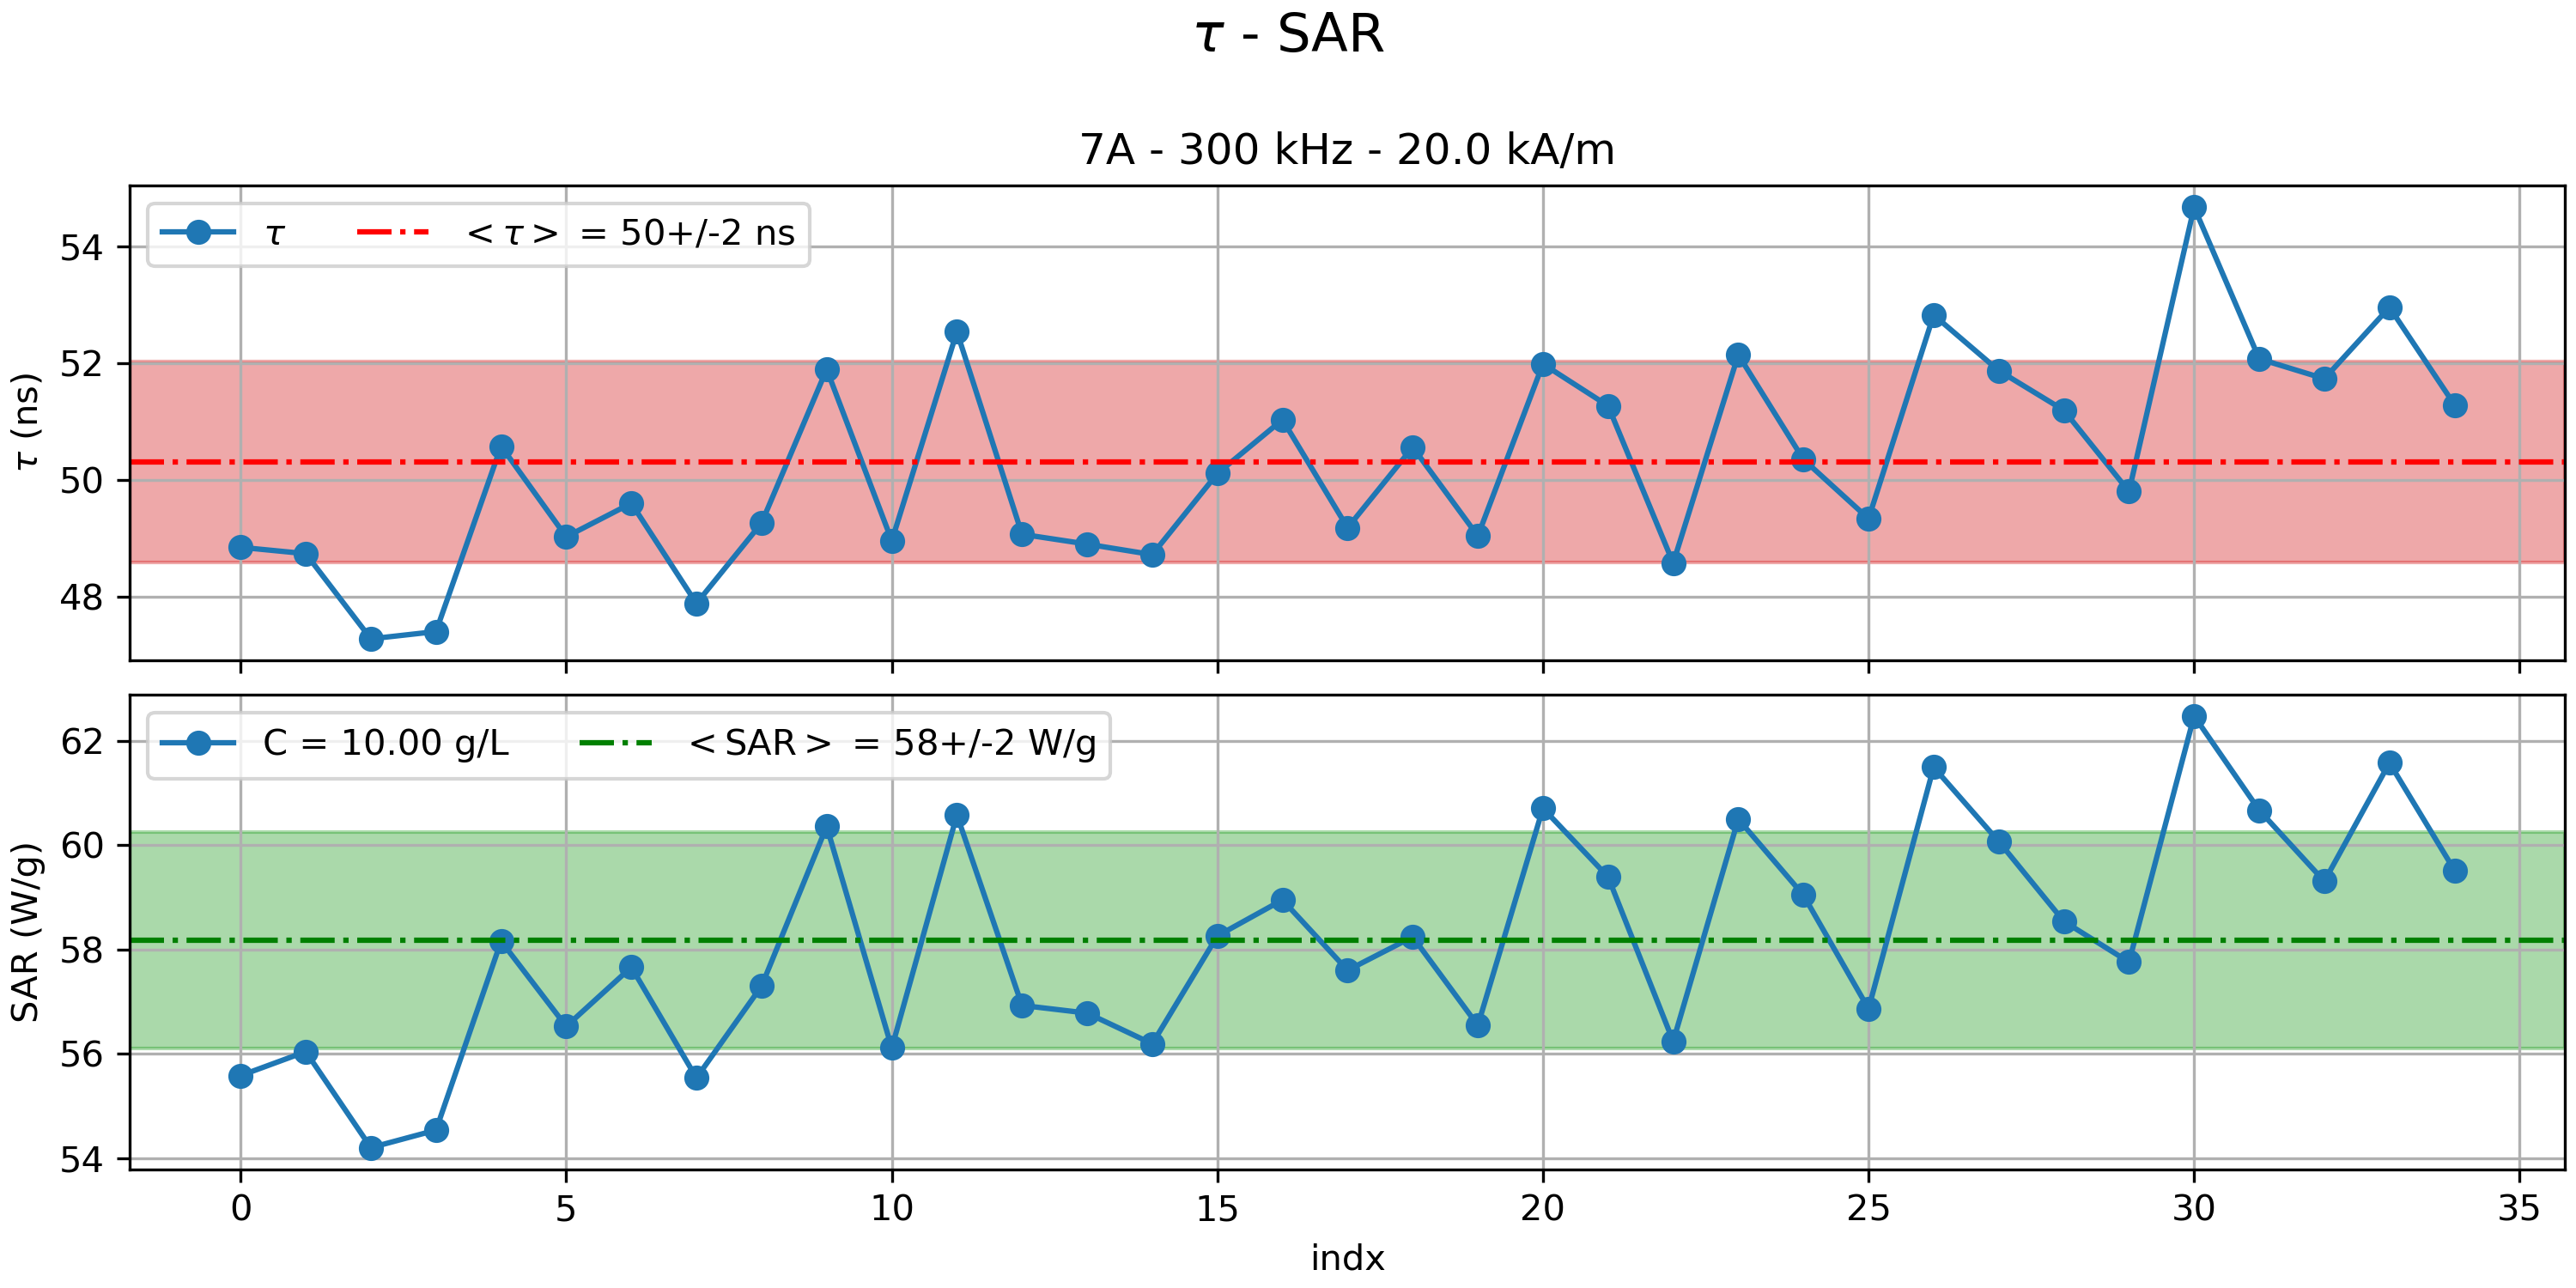 τ - SAR
7A - 300 kHz - 20.0 kA/m
τ
<τ> = 50+/-2 ns
54
52
50
48
τ (ns)
C = 10.00 g/L
<SAR> = 58+/-2 W/g
62
60
58
56
54
SAR (W/g)
0 5 10 15 20 25 30 35
indx